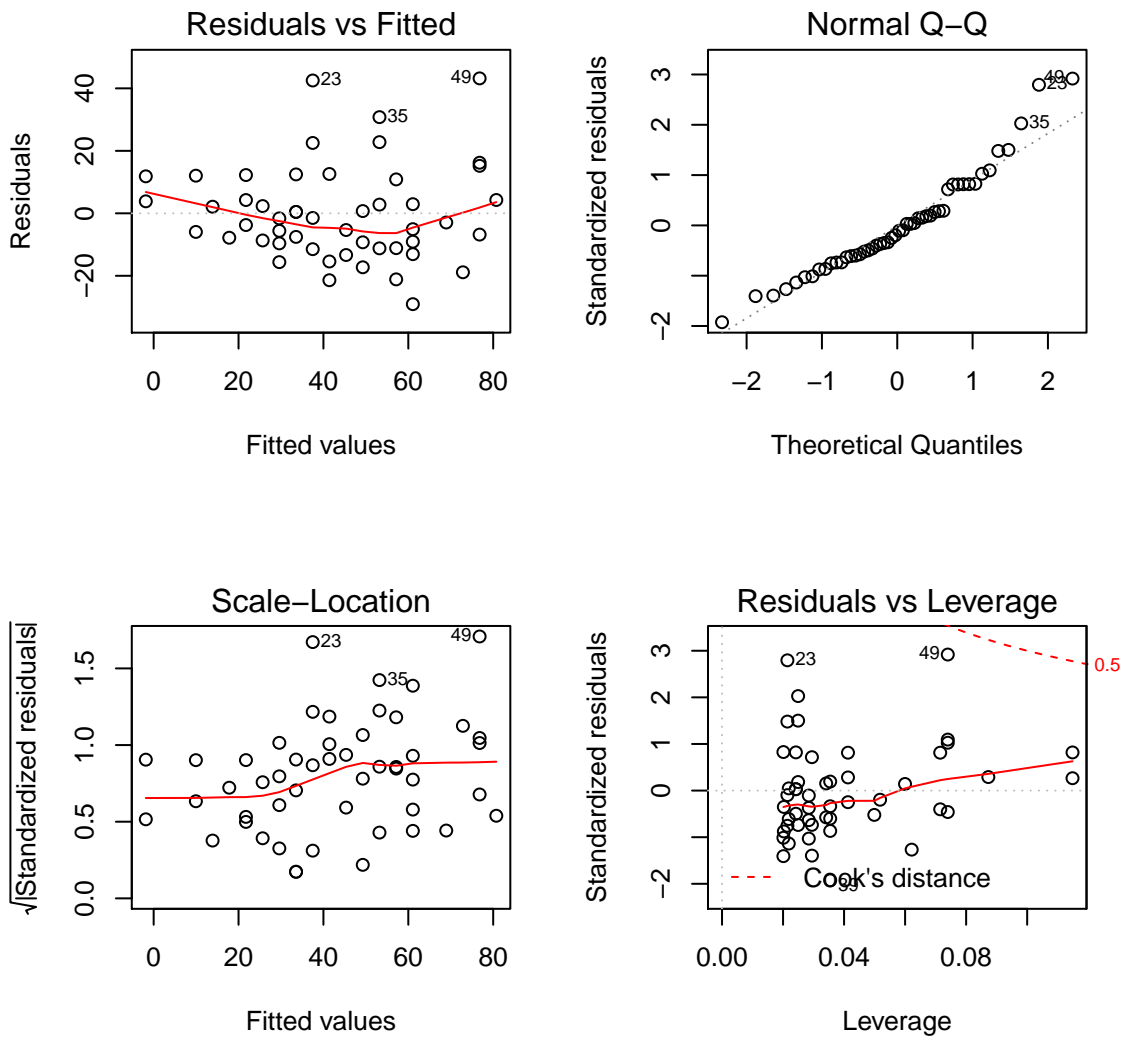 Residuals vs Fitted
Residuals
40
20
0
−20
23
49
35
0 20 40 60 80
Fitted values
Normal Q−Q
Standardized residuals
3
2
1
0
−2
49
23
35
−2 −1 0 1 2
Theoretical Quantiles
Scale−Location
√|Standardized residuals|
1.5
1.0
0.5
0.0
23
49
35
0 20 40 60 80
Fitted values
Residuals vs Leverage
Standardized residuals
3
2
1
0
−2
23
49
0.5
Cook's distance
39
0.00 0.04 0.08
Leverage